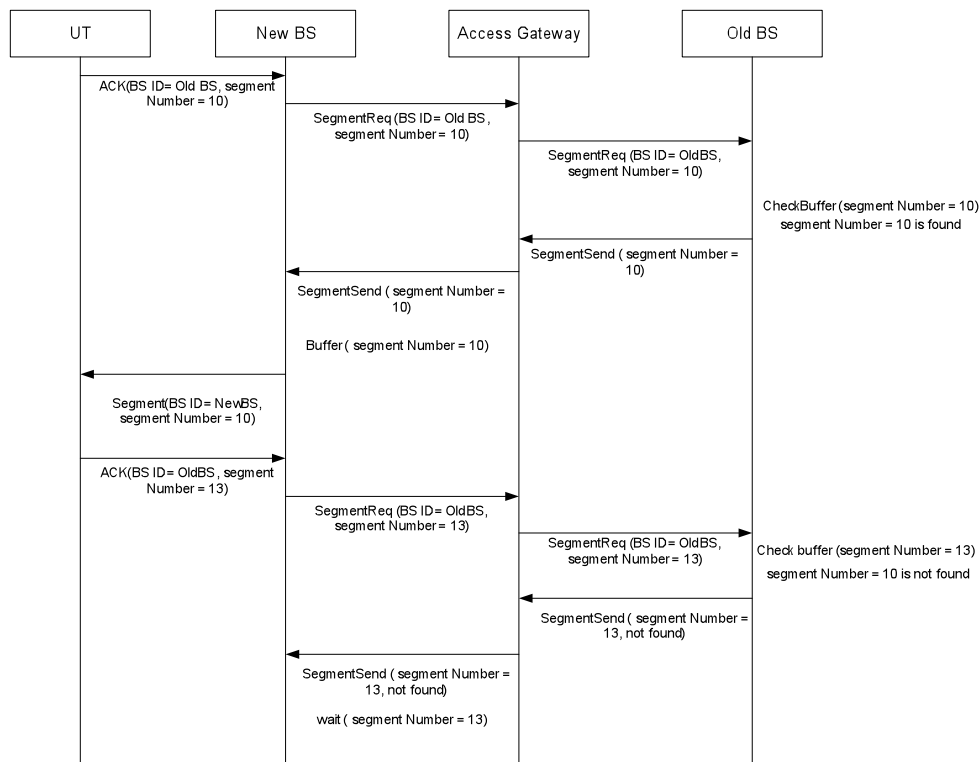 UT
New BS
Access Gateway
Old BS
ACK(BS ID= Old BS, segment
Number = 10)
SegmentReq (BS ID= Old BS ,
segment Number = 10)
SegmentReq (BS ID= OldBS,
segment Number = 10)
CheckBuffer (segment Number = 10)
segment Number = 10 is found
SegmentSend ( segment Number =
10)
SegmentSend ( segment Number =
10)
Buffer ( segment Number = 10)
Segment(BS ID= NewBS,
segment Number = 10)
ACK(BS ID= OldBS, segment
Number = 13)
SegmentReq (BS ID= OldBS,
segment Number = 13)
SegmentReq (BS ID= OldBS,
segment Number = 13)
Check buffer (segment Number = 13)
segment Number = 10 is not found
SegmentSend ( segment Number =
13, not found)
SegmentSend ( segment Number =
13, not found)
wait ( segment Number = 13)